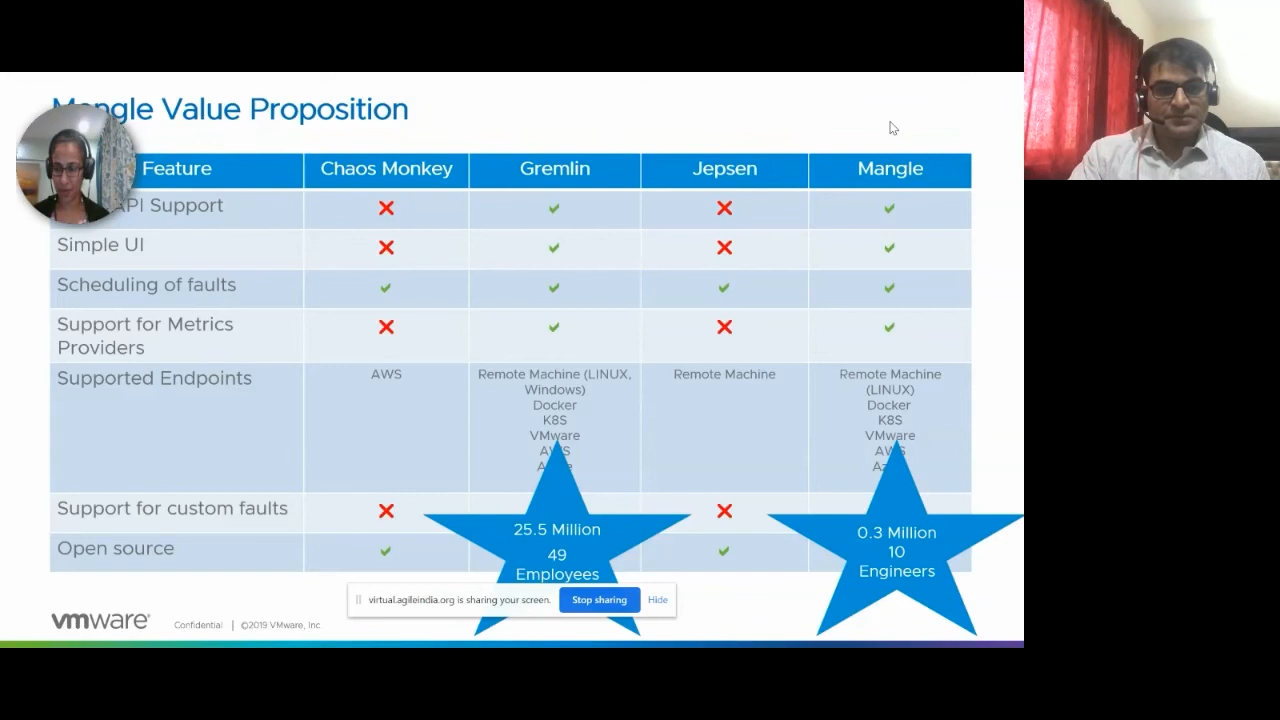 Mangle Value Proposition
Feature
Chaos Monkey
Gremlin
Jepsen
Mangle
API Support
Simple UI
Scheduling of faults
Support for Metrics
Providers
Supported Endpoints
AWS
Remote Machine (LINUX,
Windows)
Docker
K8S
VMware
AWS
Remote Machine
Remote Machine
(LINUX)
Docker
K8S
VMware
AWS
Support for custom faults
Open source
25.5 Million
49
Employees
0.3 Million
10
Engineers
virtual.agileindia.org is sharing your screen.
Stop sharing
Hide
vmware
Confidential | ©2019 VMware, Inc.